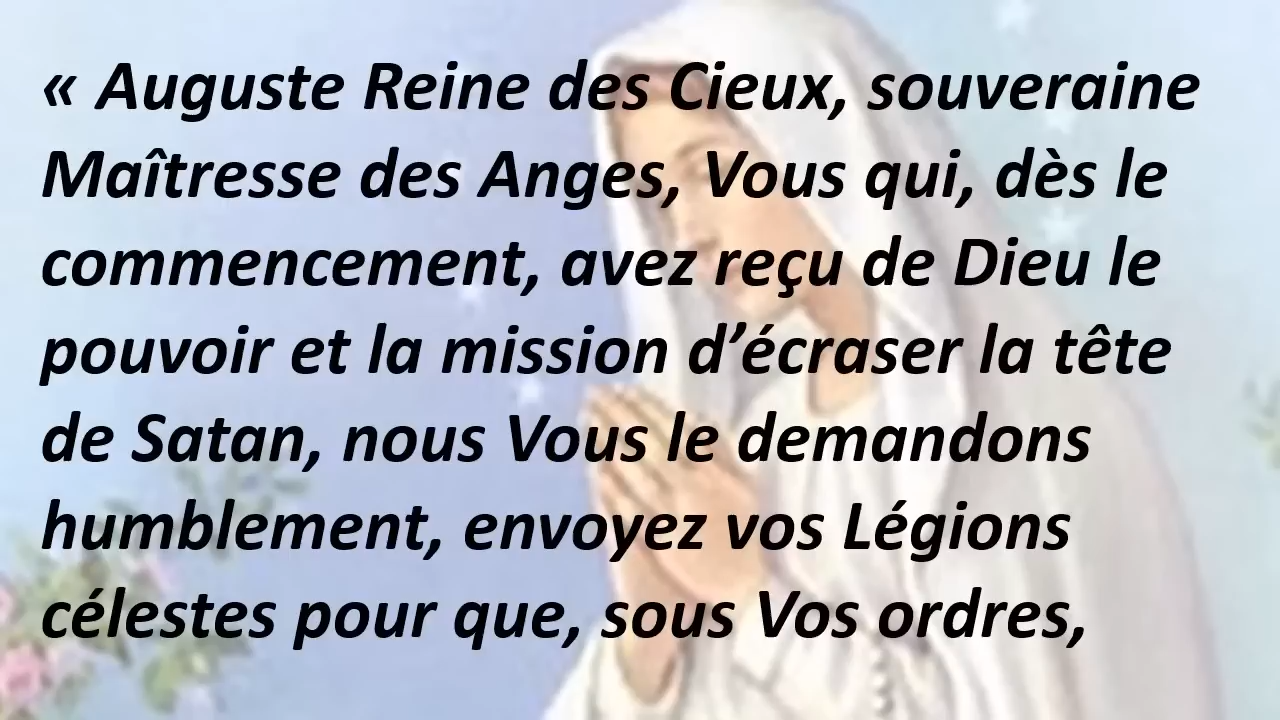 « Auguste Reine des Cieux, souveraine
Maîtresse des Anges, Vous qui, dès le
commencement, avez reçu de Dieu le
pouvoir et la mission d’écraser la tête
de Satan, nous Vous le demandons
humblement, envoyez vos Légions
célestes pour que, sous Vos ordres,